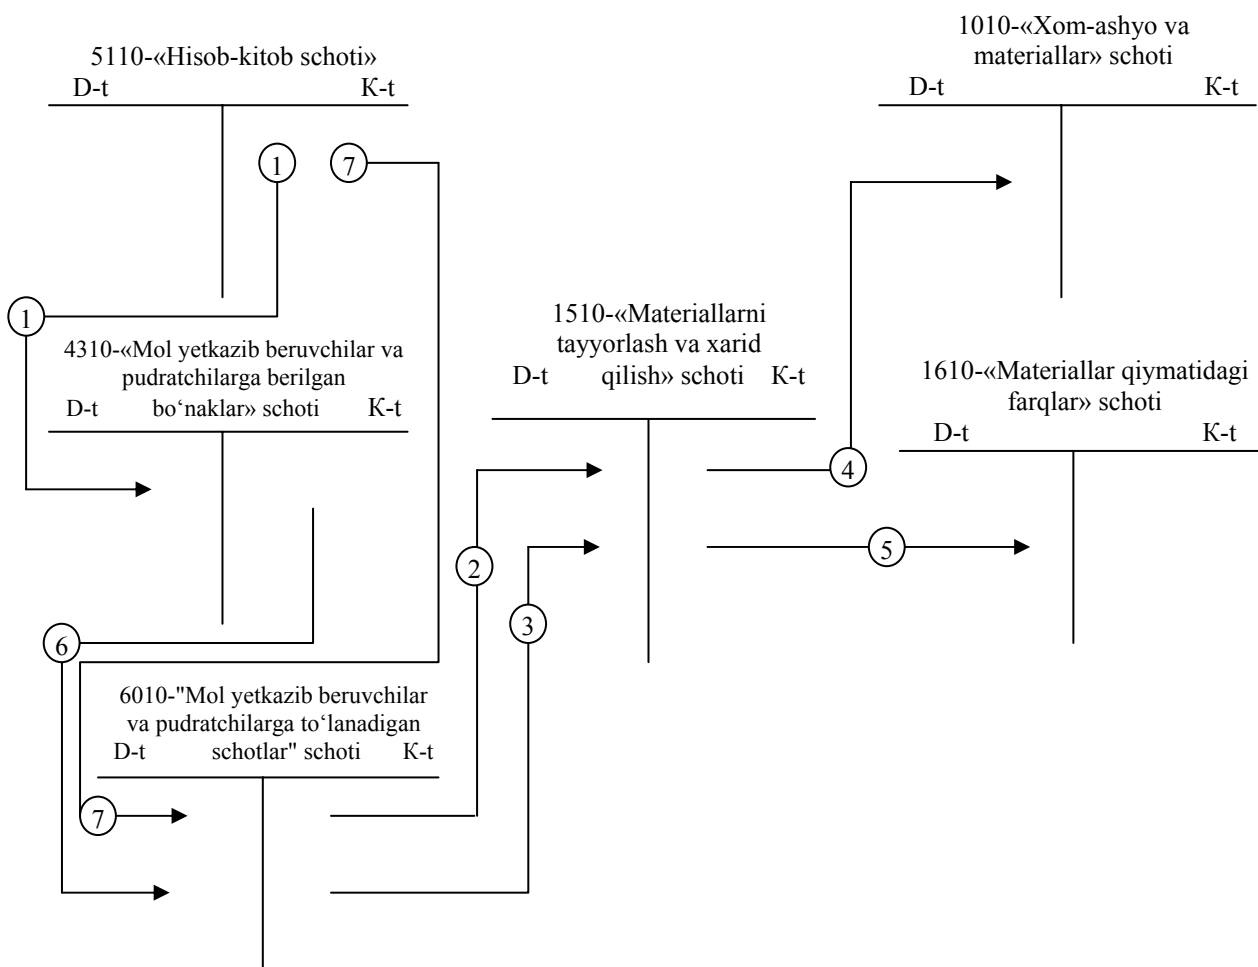 5110-«Hisob-kitob schoti»
D-t K-t
1 7
1
4310-«Mol yetkazib beruvchilar va
pudratchilarga berilgan
D-t bo‘naklar» schoti K-t
6
6010-"Mol yetkazib beruvchilar
va pudratchilarga to‘lanadigan
D-t schotlar" schoti K-t
7
2
3
1510-«Materiallarni
tayyorlash va xarid
D-t qilish» schoti K-t
4
5
1010-«Xom-ashyo va
materiallar» schoti
D-t K-t
1610-«Materiallar qiymatidagi
farqlar» schoti
D-t K-t